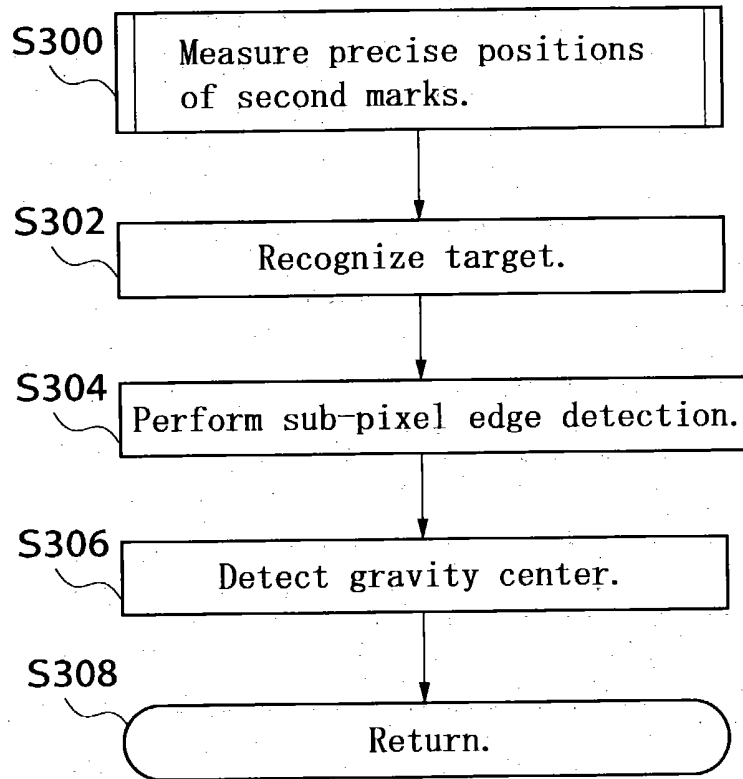 S300
Measure precise positions
of second marks.
S302
Recognize target.
S304
Perform sub-pixel edge detection.
S306
Detect gravity center.
S308
Return.